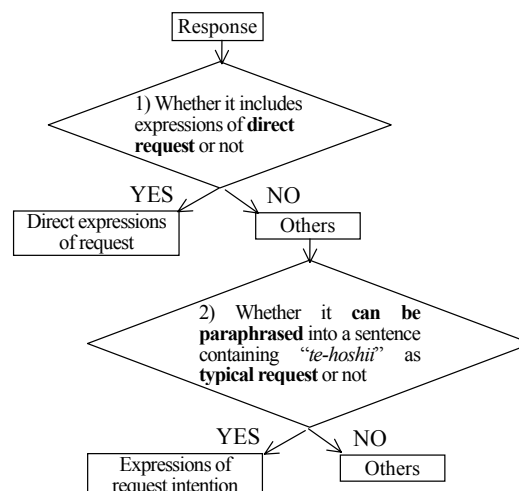 Response
1) Whether it includes
expressions of direct
request or not
YES
NO
Direct expressions
of request
Others
2) Whether it can be
paraphrased into a sentence
containing "te-hoshii" as
typical request or not
YES
NO
Expressions of
request intention
Others